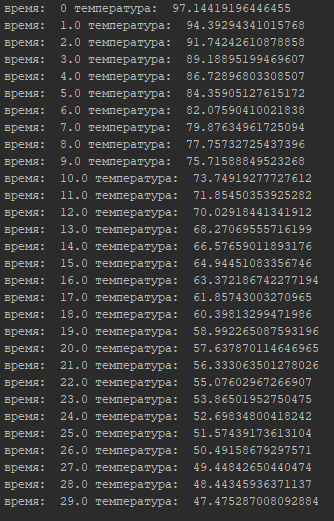 время:  0 температура:  97.14419196446455
время:  1.0 температура:  94.39294341015768
время:  2.0 температура:  91.74242610878858
время:  3.0 температура:  89.18895199469607
время:  4.0 температура:  86.72896803308507
время:  5.0 температура:  84.35905127615172
время:  6.0 температура:  82.07590410021838
время:  7.0 температура:  79.87634961725094
время:  8.0 температура:  77.75732725437396
время:  9.0 температура:  75.71588849523268
время:  10.0 температура:  73.74919277727612
время:  11.0 температура:  71.85450353925282
время:  12.0 температура:  70.02918441341912
время:  13.0 температура:  68.27069555716199
время:  14.0 температура:  66.57659011893176
время:  15.0 температура:  64.94451083356746
время:  16.0 температура:  63.372186742277194
время:  17.0 температура:  61.85743003270965
время:  18.0 температура:  60.39813299471986
время:  19.0 температура:  58.992265087593196
время:  20.0 температура:  57.637870114646965
время:  21.0 температура:  56.333063501278026
время:  22.0 температура:  55.07602967266907
время:  23.0 температура:  53.86501952750475
время:  24.0 температура:  52.69834800418242
время:  25.0 температура:  51.57439173613104
время:  26.0 температура:  50.49158679297571
время:  27.0 температура:  49.44842650440474
время:  28.0 температура:  48.44345936371137
время:  29.0 температура:  47.475287008092884